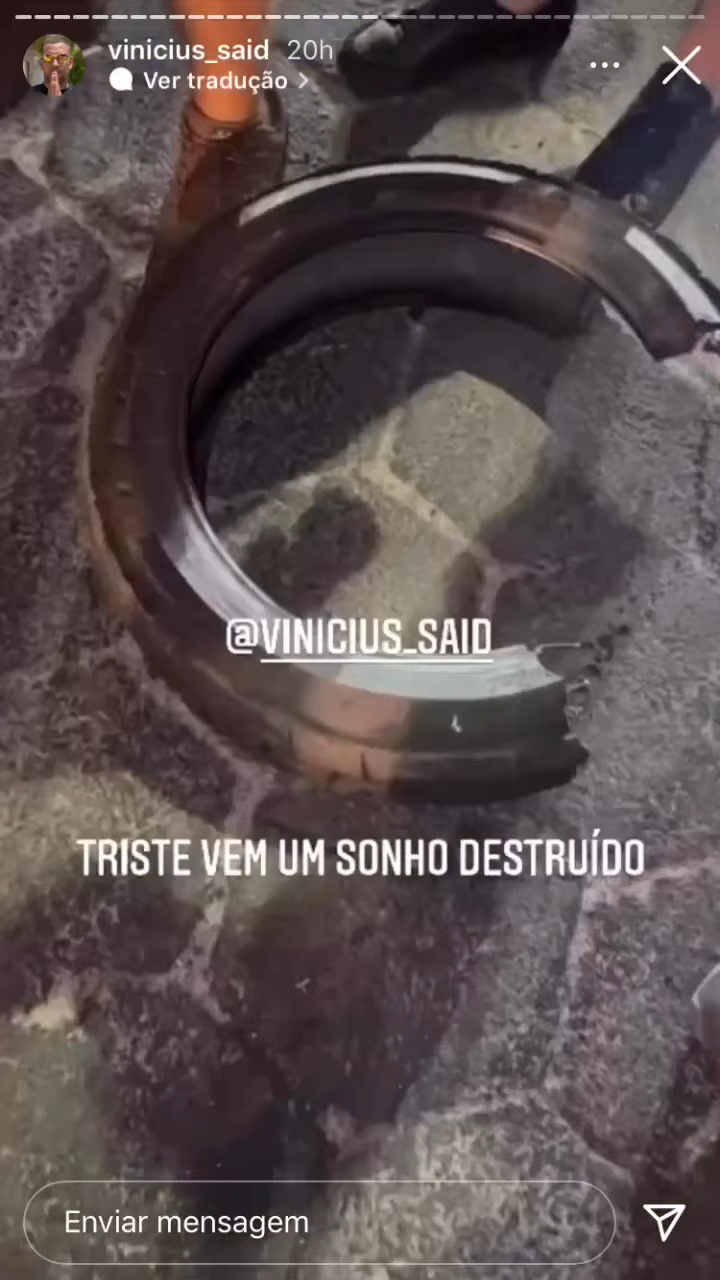 vinicius_said 20h
Ver tradução
@VINICIUS_SAID
TRISTE VEM UM SONHO DESTRUÍDO
Enviar mensagem